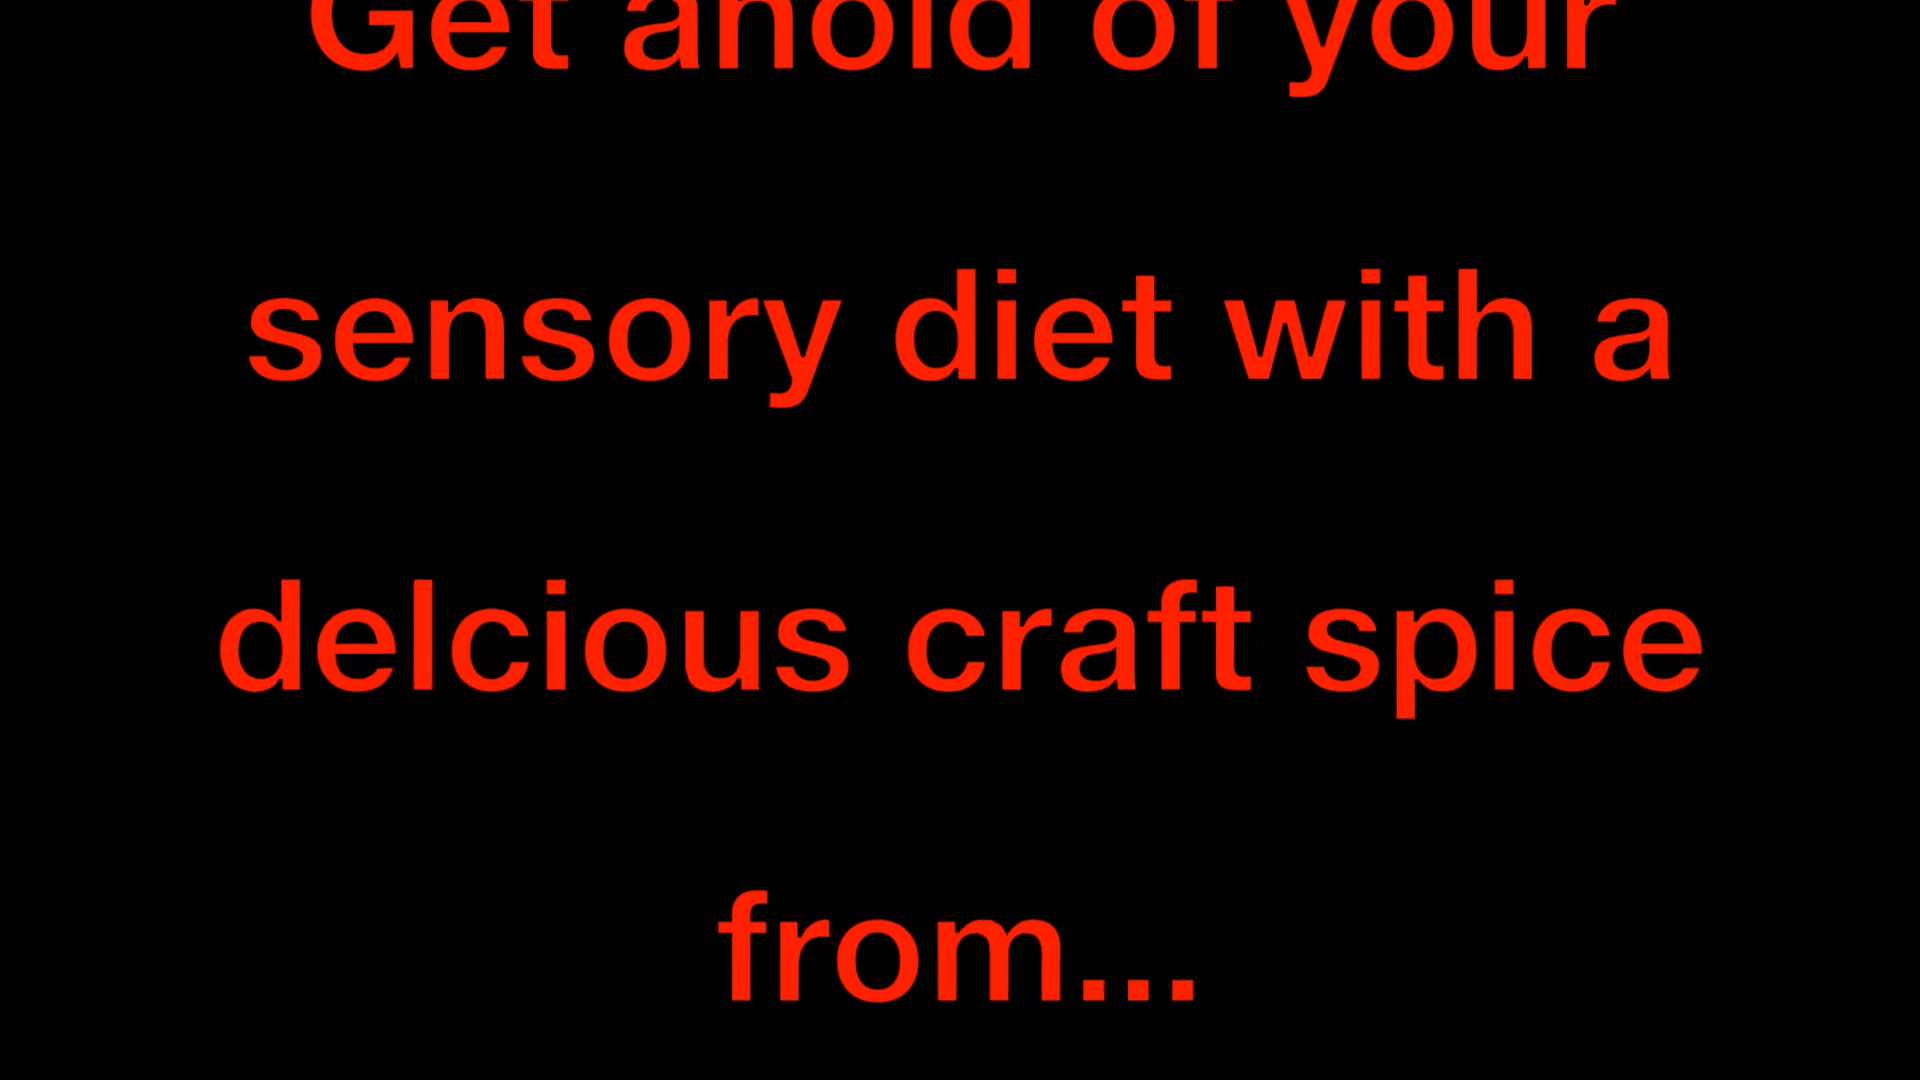 Get ahold of your
sensory diet with a
delcious craft spice
from...